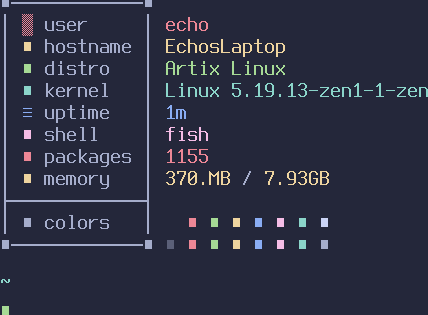 user echo
hostname EchosLaptop
distro Artix Linux
kernel Linux 5.19.13-zen1-1-zen
uptime 1m
shell fish
packages 1155
memory 370.MB / 7.93GB
colors
~